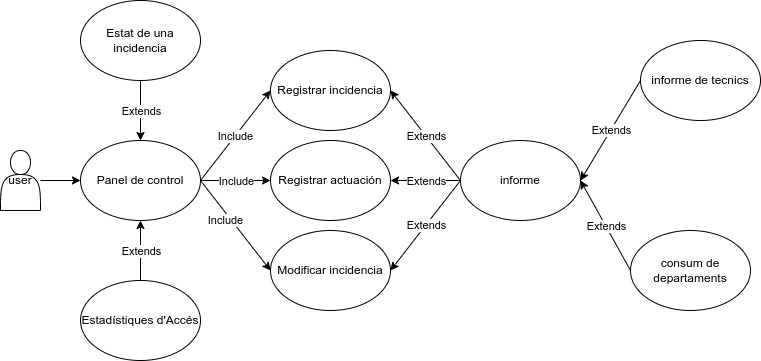 Estat de una
incidencia
Extends
user
Panel de control
Extends
Estadístiques d'Accés
Include
Include
Include
Registrar incidencia
Registrar actuación
Modificar incidencia
Extends
Extends
Extends
informe
Extends
Extends
informe de tecnics
consum de
departaments